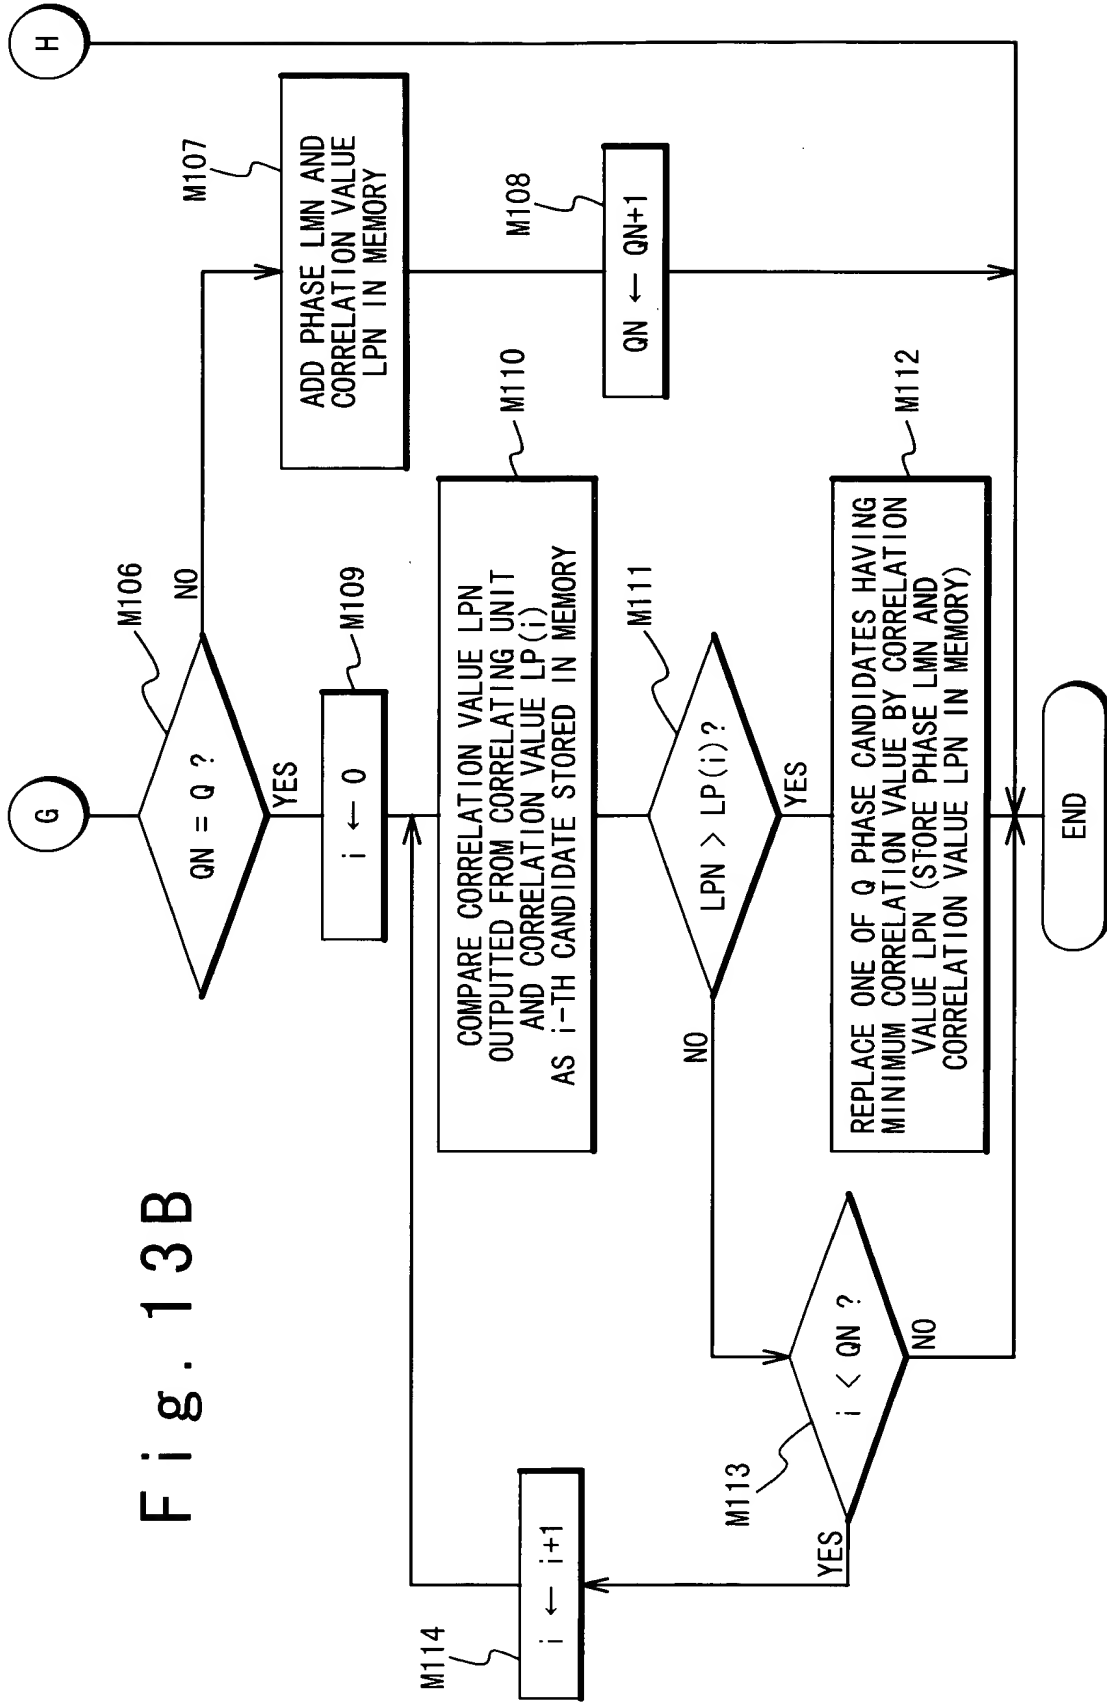 Fig. 13B
G
H
M106
QN = Q ?
NO
YES
M107
ADD PHASE LMN AND
CORRELATION VALUE
LPN IN MEMORY
M108
QN ← QN+1
M109
i ← 0
M110
COMPARE CORRELATION VALUE LPN
OUTPUTTED FROM CORRELATING UNIT
AND CORRELATION VALUE LP(i)
AS i-TH CANDIDATE STORED IN MEMORY
M111
LPN > LP(i)?
NO
YES
M112
REPLACE ONE OF Q PHASE CANDIDATES HAVING
MINIMUM CORRELATION VALUE BY CORRELATION
VALUE LPN (STORE PHASE LMN AND
CORRELATION VALUE LPN IN MEMORY)
M113
i < QN ?
YES
NO
M114
i ← i+1
END